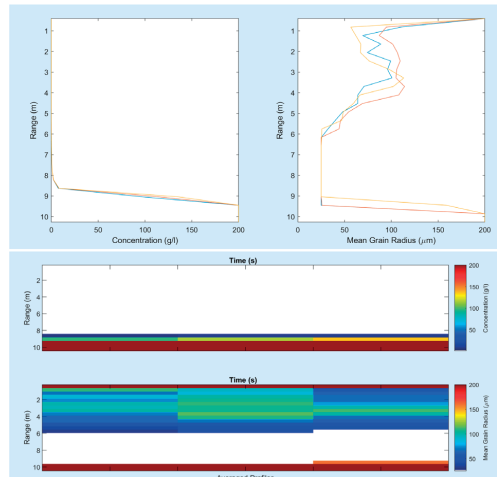 1
2
3
4
5
6
7
8
9
10
Range (m)
0 50 100 150 200
Concentration (g/l)
1
2
3
4
5
6
7
8
9
10
Range (m)
0 50 100 150 200
Mean Grain Radius (μm)
Time (s)
2
4
6
8
10
Range (m)
200
150
100
50
Concentration (g/l)
Time (s)
2
4
6
8
10
Range (m)
200
150
100
50
Mean Grain Radius (μm)
Averaged Profiles